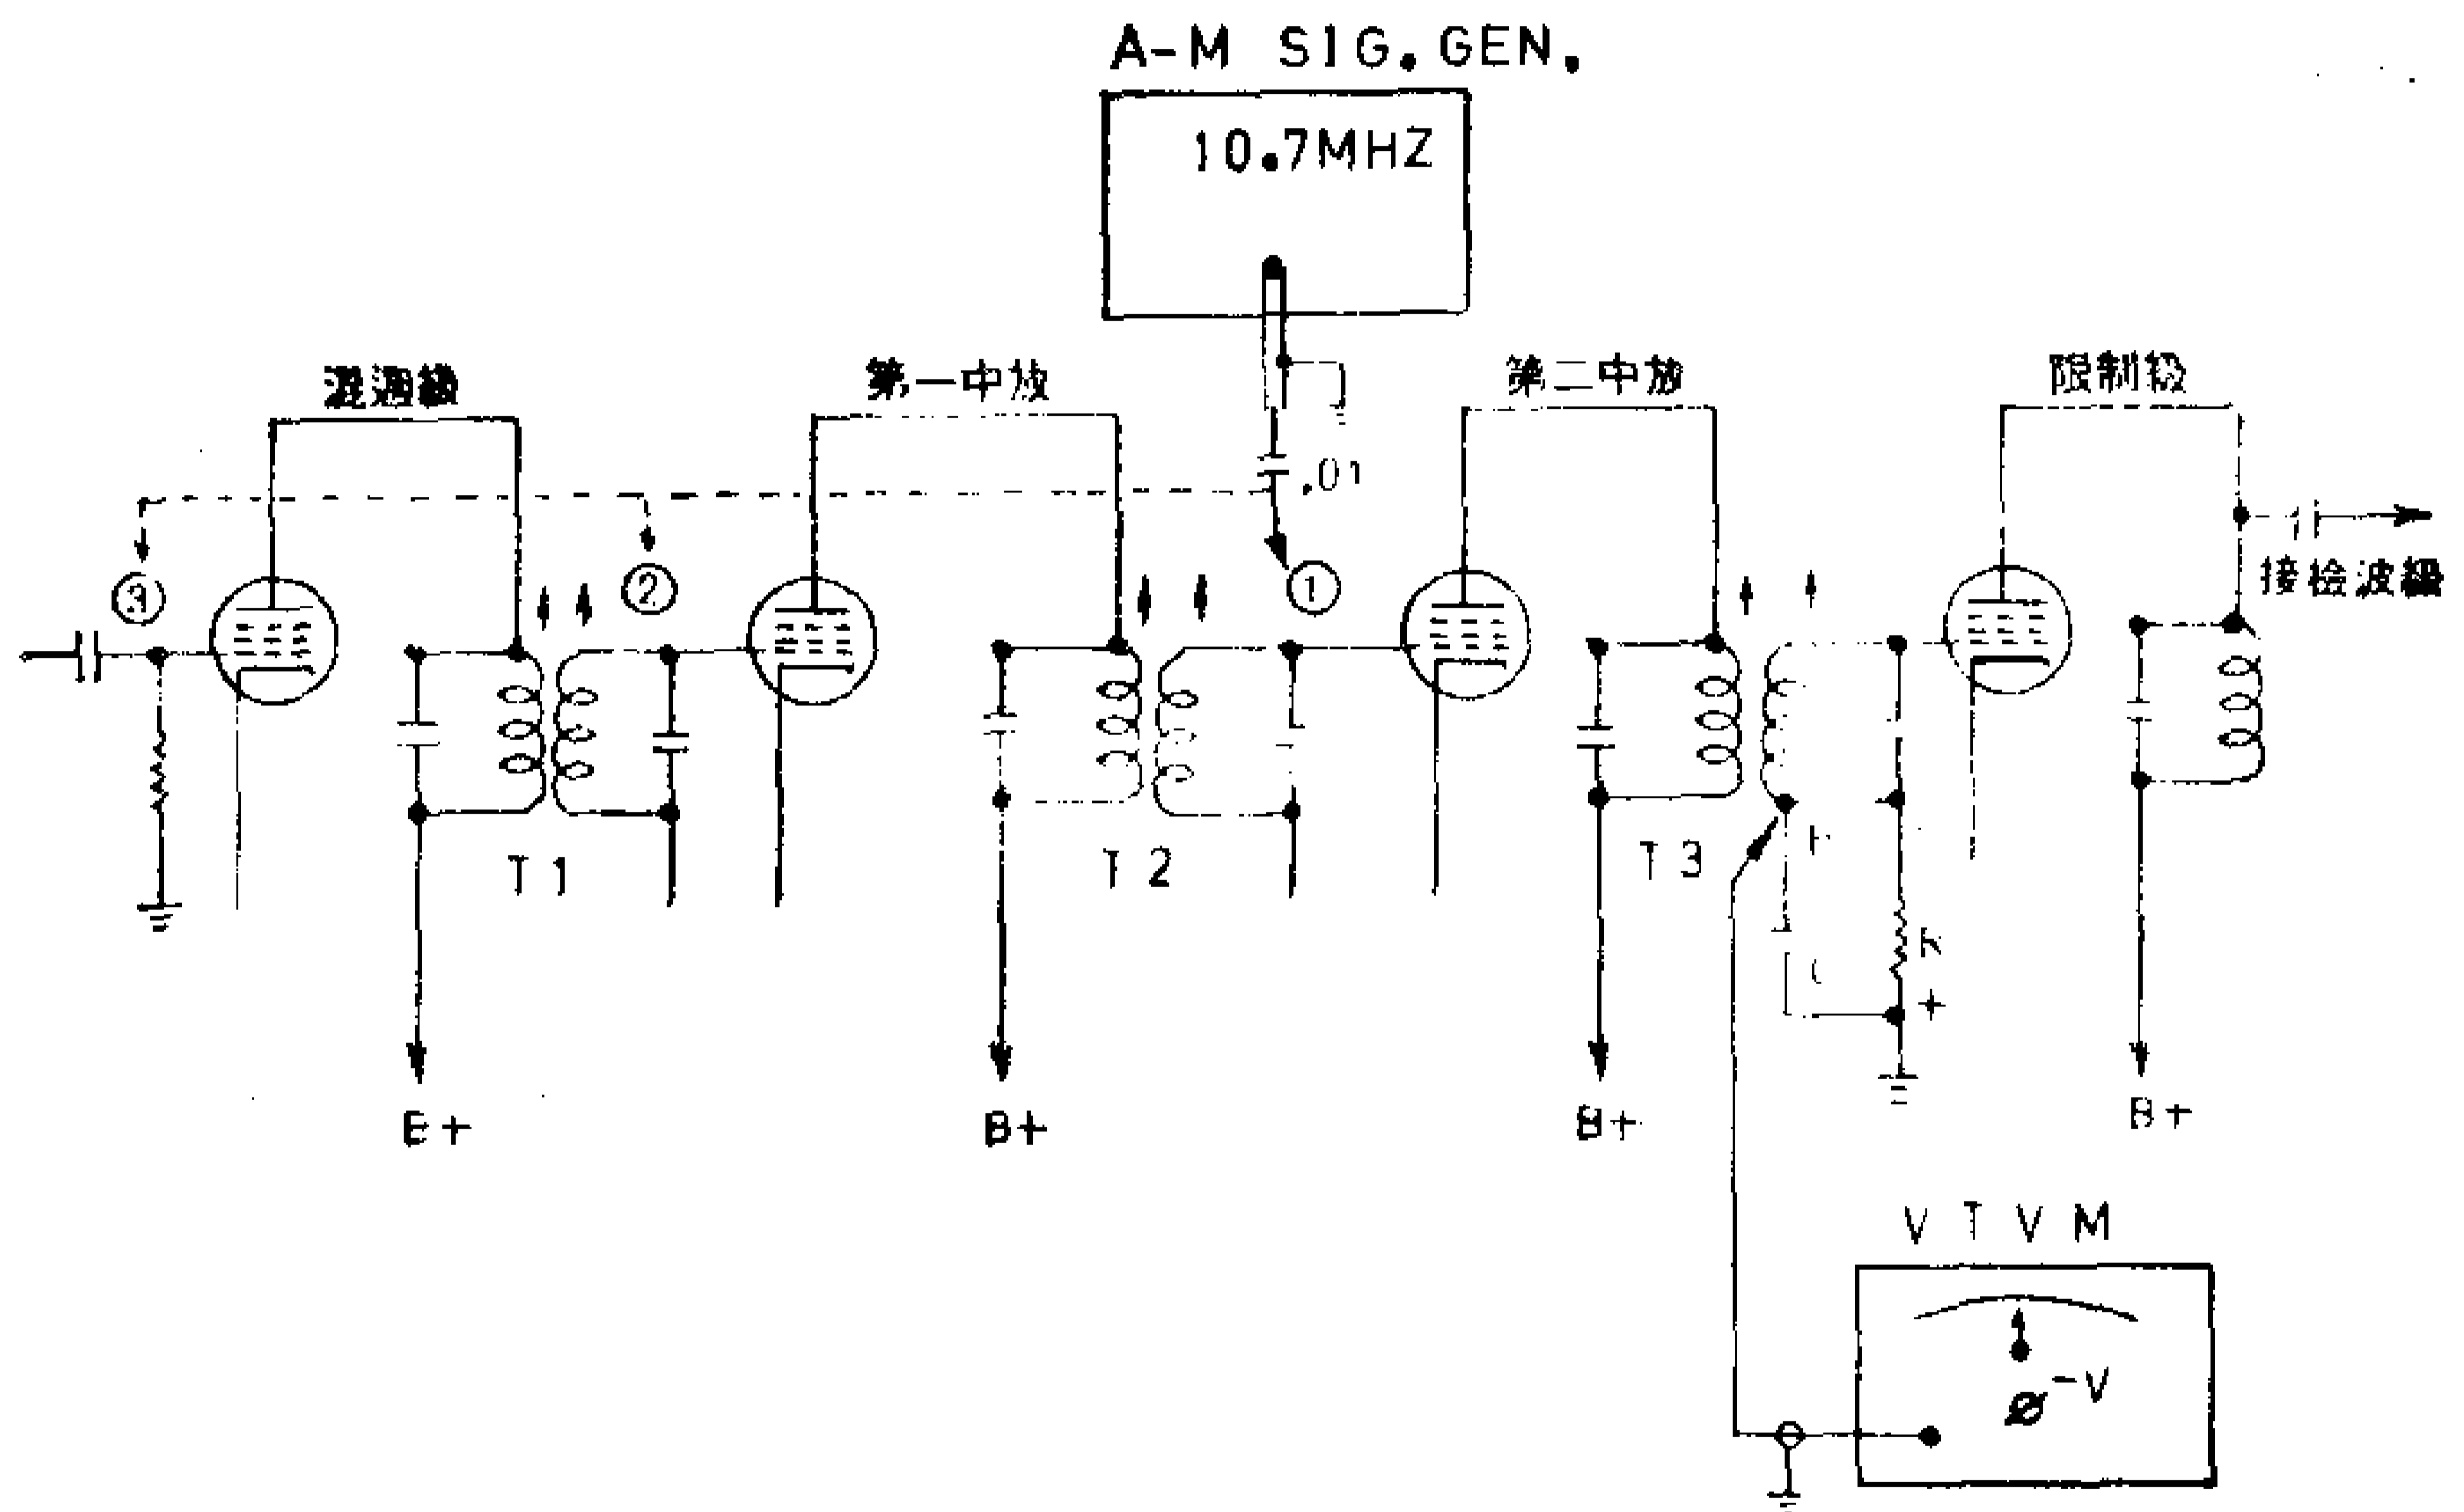 A-M SIG.GEN.
10.7MHZ
混週級
第一中放
第二中放
限制級
.01
③
②
①
接檢波級
T1
T2
T3
R
C
+
B+
B+
B+
B+
VTVM
-V